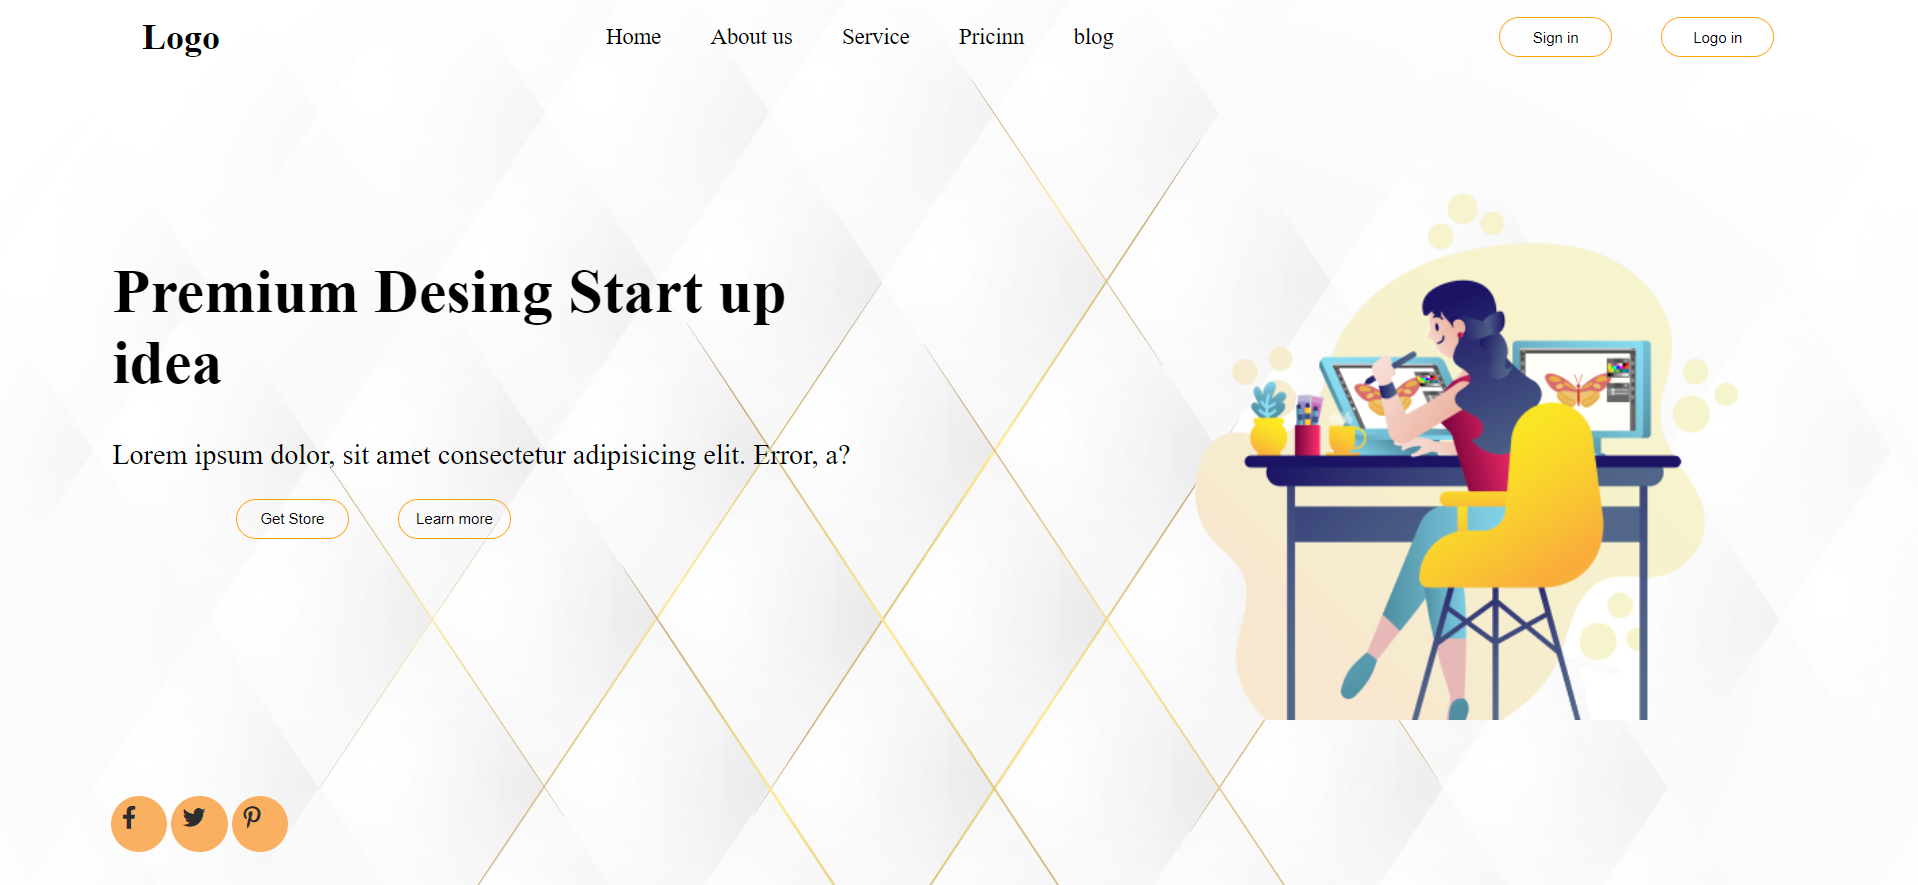 Logo
Home About us Service Pricinn blog
Sign in Logo in
Premium Desing Start up
idea
Lorem ipsum dolor, sit amet consectetur adipisicing elit. Error, a?
Get Store Learn more